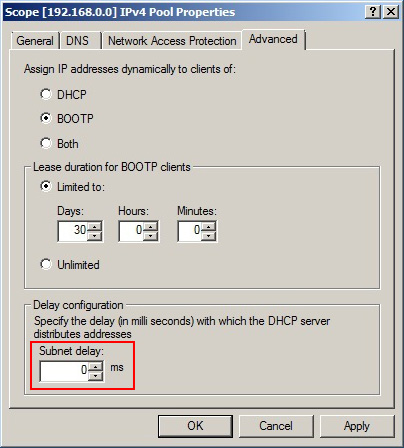 Scope [192.168.0.0] IPv4 Pool Properties
General DNS Network Access Protection Advanced
Assign IP addresses dynamically to clients of:
DHCP
BOOTP
Both
Lease duration for BOOTP clients
Limited to:
Days: Hours: Minutes:
30 0 0
Unlimited
Delay configuration
Specify the delay (in milli seconds) with which the DHCP server
distributes addresses
Subnet delay:
0 ms
OK Cancel Apply